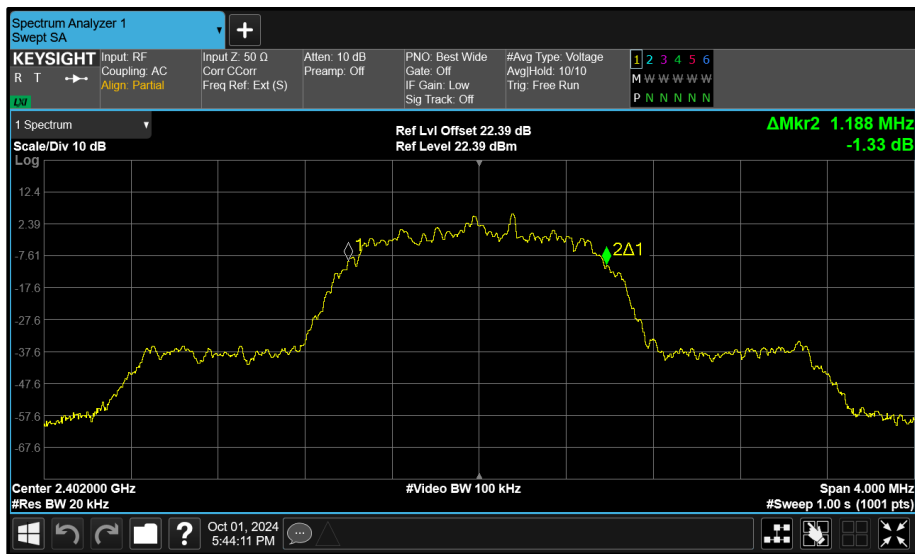 Spectrum Analyzer 1
Swept SA
+
KEYSIGHT
R T
LXI
Input: RF
Coupling: AC
Align: Partial
Input Z: 50 Ω
Corr CCorr
Freq Ref: Ext (S)
Atten: 10 dB
Preamp: Off
PNO: Best Wide
Gate: Off
IF Gain: Low
Sig Track: Off
#Avg Type: Voltage
Avg|Hold: 10/10
Trig: Free Run
1 2 3 4 5 6
M W W W W W
P N N N N N
1 Spectrum
Scale/Div 10 dB
Log
Ref Lvl Offset 22.39 dB
Ref Level 22.39 dBm
ΔMkr2 1.188 MHz
-1.33 dB
12.4
2.39
-7.61
-17.6
-27.6
-37.6
-47.6
-57.6
-67.6
1
2Δ1
Center 2.402000 GHz
#Res BW 20 kHz
#Video BW 100 kHz
Span 4.000 MHz
#Sweep 1.00 s (1001 pts)
?
Oct 01, 2024
5:44:11 PM